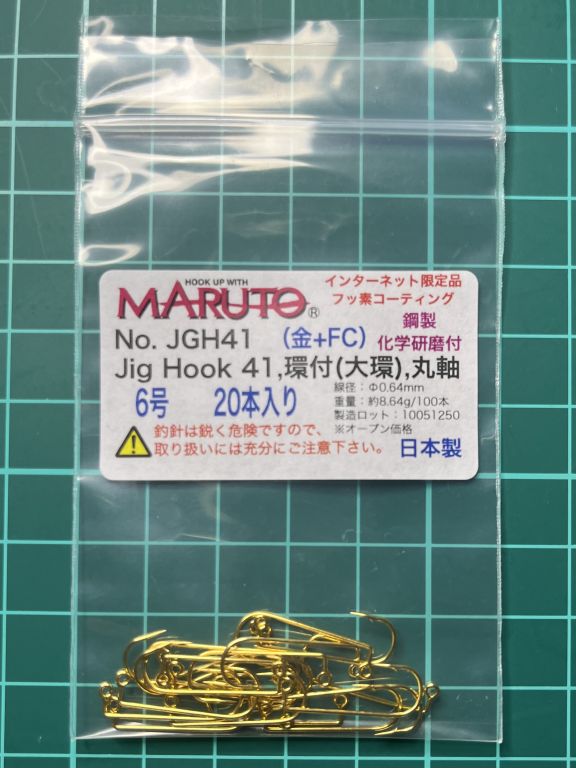 HOOK UP WITH
MARUTO®
インターネット限定品
フッ素コーティング
No. JGH41 (金+FC)
鋼製
化学研磨付
Jig Hook 41,環付(大環),丸軸
6号 20本入り
線径：Φ0.64mm
重量：約8.64g/100本
製造ロット：10051250
※オープン価格
釣針は鋭く危険ですので、
取り扱いには充分にご注意下さい。
日本製